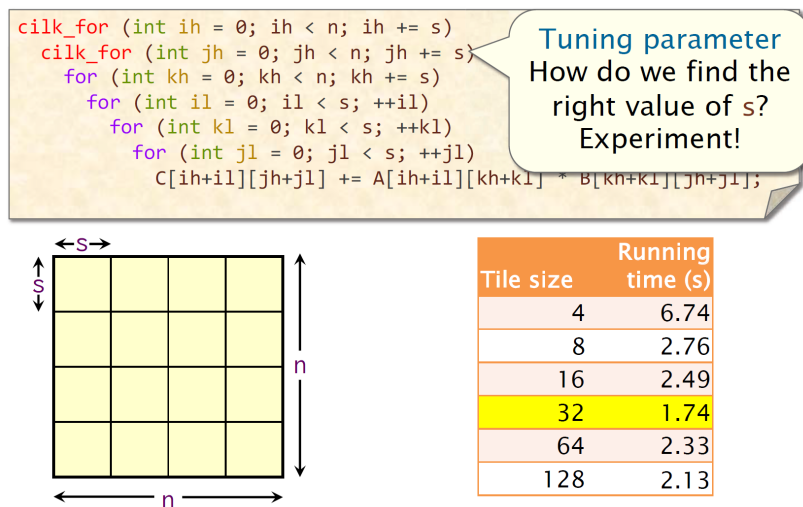 cilk_for (int ih = 0; ih < n; ih += s)
cilk_for (int jh = 0; jh < n; jh += s)
for (int kh = 0; kh < n; kh += s)
for (int il = 0; il < s; ++il)
for (int kl = 0; kl < s; ++kl)
for (int jl = 0; jl < s; ++jl)
C[ih+il][jh+jl] += A[ih+il][kh+kl] * B[kh+kl][jh+jl];
Tuning parameter
How do we find the
right value of s?
Experiment!
s
s
n
n
Tile size Running time (s)
4 6.74
8 2.76
16 2.49
32 1.74
64 2.33
128 2.13